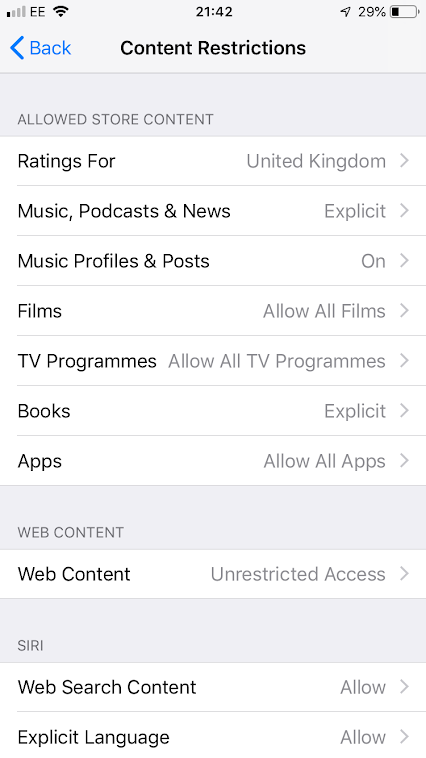 EE 21:42 29%
Back Content Restrictions
ALLOWED STORE CONTENT
Ratings For United Kingdom
Music, Podcasts & News Explicit
Music Profiles & Posts On
Films Allow All Films
TV Programmes Allow All TV Programmes
Books Explicit
Apps Allow All Apps
WEB CONTENT
Web Content Unrestricted Access
SIRI
Web Search Content Allow
Explicit Language Allow